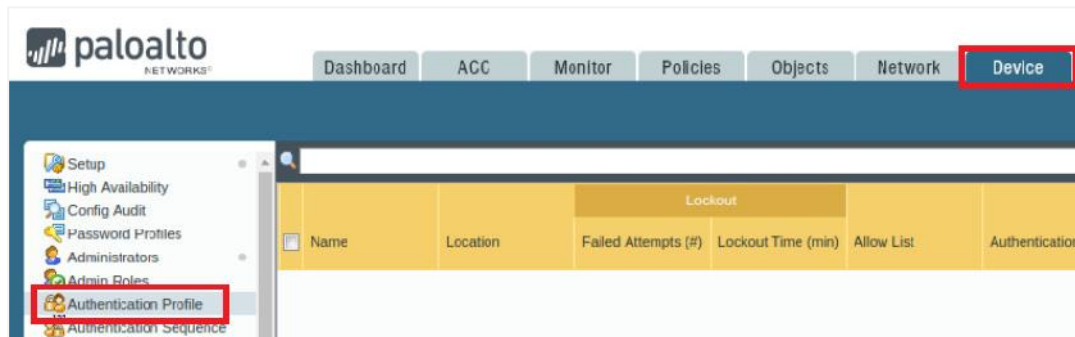 paloalto
NETWORKS®
Dashboard ACC Monitor Policies Objects Network Device
Setup
High Availability
Config Audit
Password Profiles
Administrators
Admin Roles
Authentication Profile
Authentication Sequence
Lockout
Name Location Failed Attempts (#) Lockout Time (min) Allow List Authentication